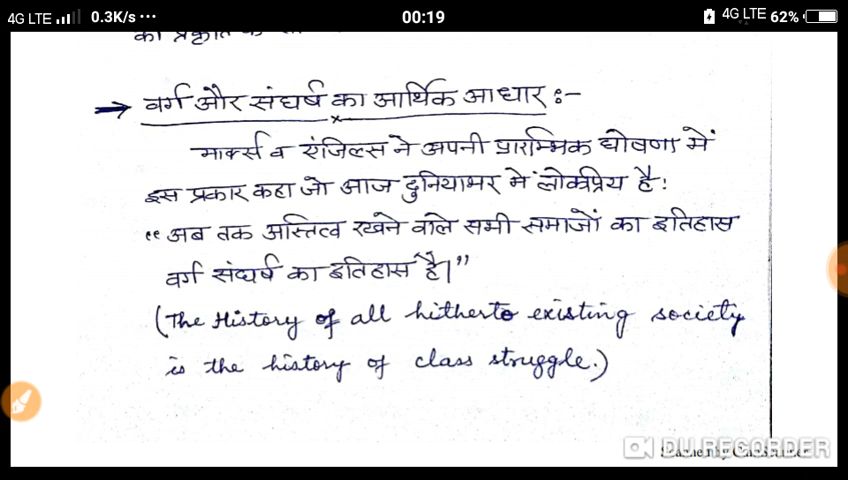 4G LTE 0.3K/s ••• 00:19 4G LTE 62%
→ वर्ग और संघर्ष का आर्थिक आधार :-
मार्क्स व एंजिल्स ने अपनी प्रारम्भिक घोषणा में
इस प्रकार कहा जो आज दुनियाभर में लोकप्रिय है:
“अब तक अस्तित्व रखने वाले सभी समाजों का इतिहास
वर्ग संघर्ष का इतिहास है।”
(The History of all hitherto existing society
is the history of class struggle.)
DU RECORDER